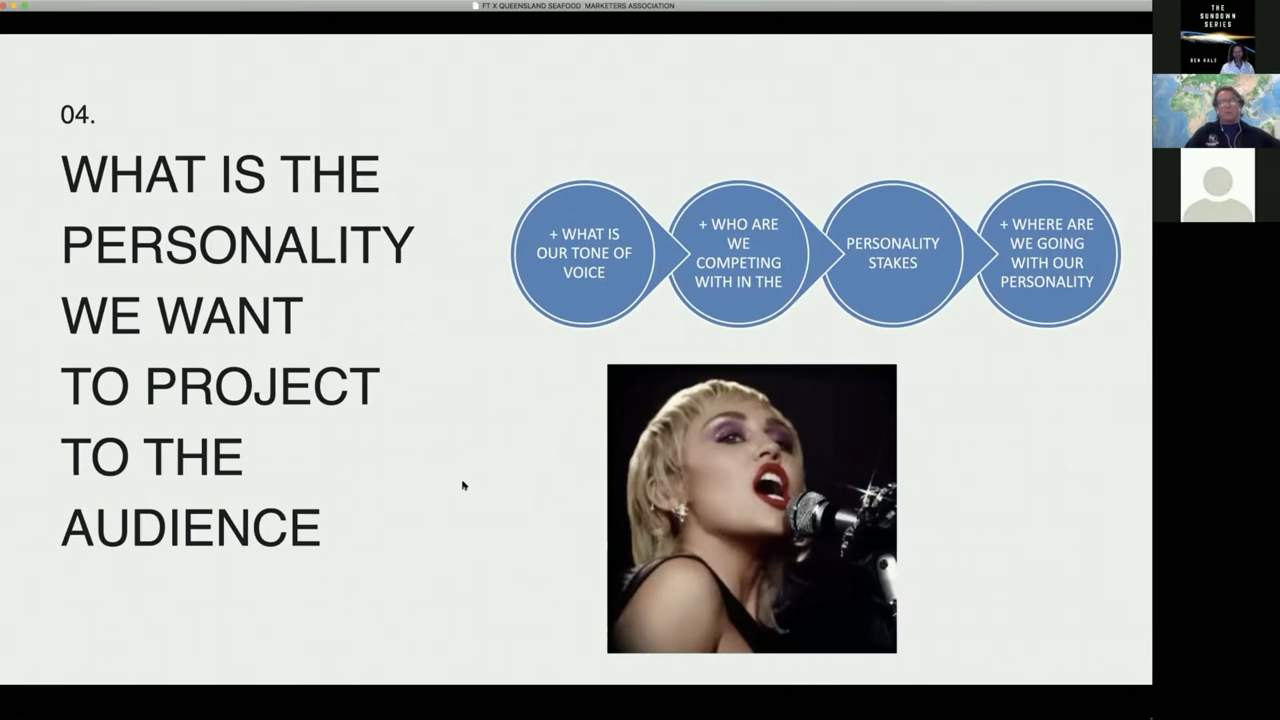 FT X QUEENSLAND SEAFOOD MARKETERS ASSOCIATION
04.
WHAT IS THE
PERSONALITY
WE WANT
TO PROJECT
TO THE
AUDIENCE
+ WHAT IS
OUR TONE OF
VOICE
+ WHO ARE
WE
COMPETING
WITH IN THE
PERSONALITY
STAKES
+ WHERE ARE
WE GOING
WITH OUR
PERSONALITY
THE
SUNDOWN
SERIES
BEN HALE